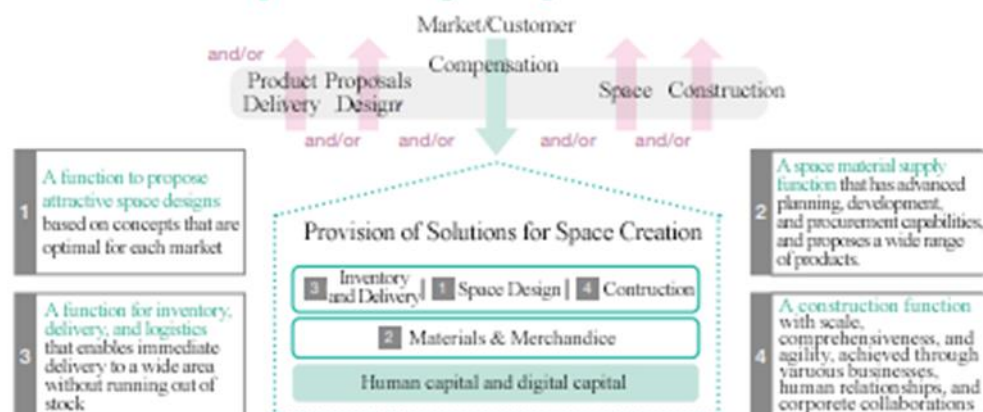 Market/Customer
and/or
Compensation
Product Proposals
Delivery Design
Space Construction
and/or and/or and/or and/or
1
A function to propose
attractive space designs
based on concepts that are
optimal for each market
2
A space material supply
function that has advanced
planning, development,
and procurement capabilities,
and proposes a wide range
of products.
Provision of Solutions for Space Creation
3 Inventory
and Delivery | 1 Space Design | 4 Contruction
2 Materials & Merchandice
Human capital and digital capital
3
A function for inventory,
delivery, and logistics
that enables immediate
delivery to a wide area
without running out of
stock
4
A construction function
with scale,
comprehensiveness, and
agility, achieved through
varuous businesses,
human relationships, and
corporete collaborations